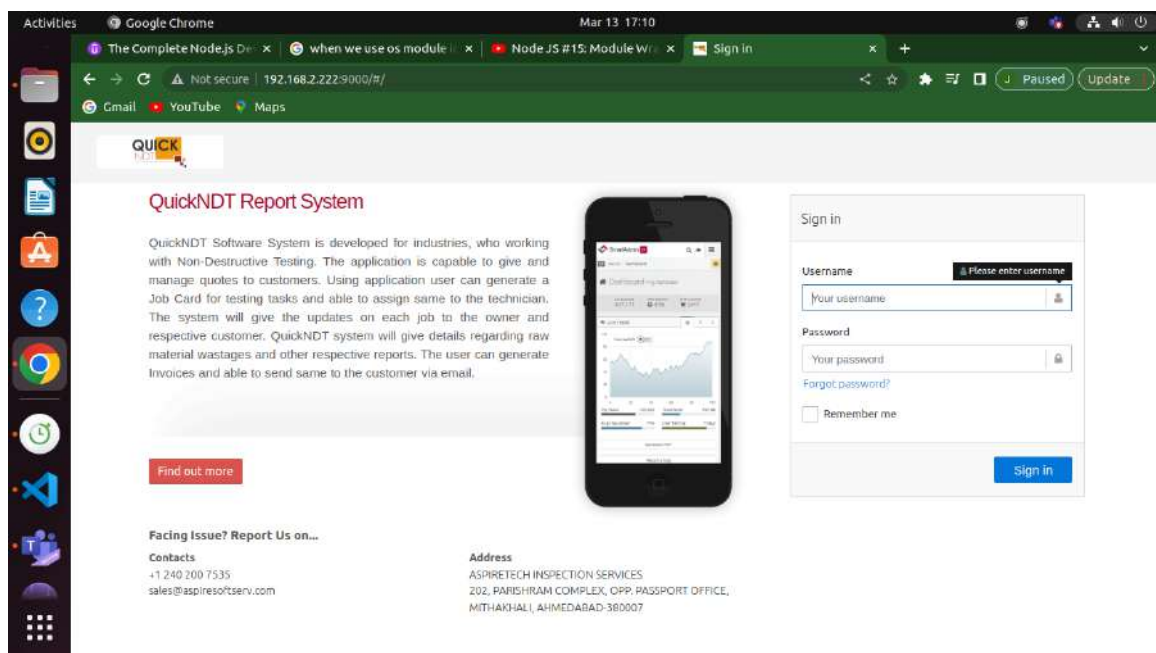 Activities
Google Chrome
Mar 13 17:10
The Complete Node.js De
when we use os module i
Node JS #15: Module Wra
Sign in
Not secure
192.168.2.222:9000/#/
J Paused
Update
Gmail
YouTube
Maps
QUICK
NDT
QuickNDT Report System
QuickNDT Software System is developed for industries, who working
with Non-Destructive Testing. The application is capable to give and
manage quotes to customers. Using application user can generate a
Job Card for testing tasks and able to assign same to the technician.
The system will give the updates on each job to the owner and
respective customer. QuickNDT system will give details regarding raw
material wastages and other respective reports. The user can generate
Invoices and able to send same to the customer via email.
Find out more
SmartAdmin
Dashboard
Sign in
Username
Please enter username
Your username
Password
Your password
Forgot password?
Remember me
Sign in
Facing Issue? Report Us on...
Contacts
+1 240 200 7535
sales@aspiresoftserv.com
Address
ASPIRETECH INSPECTION SERVICES
202, PARISHRAM COMPLEX, OPP. PASSPORT OFFICE,
MITHAKHALI, AHMEDABAD-380007